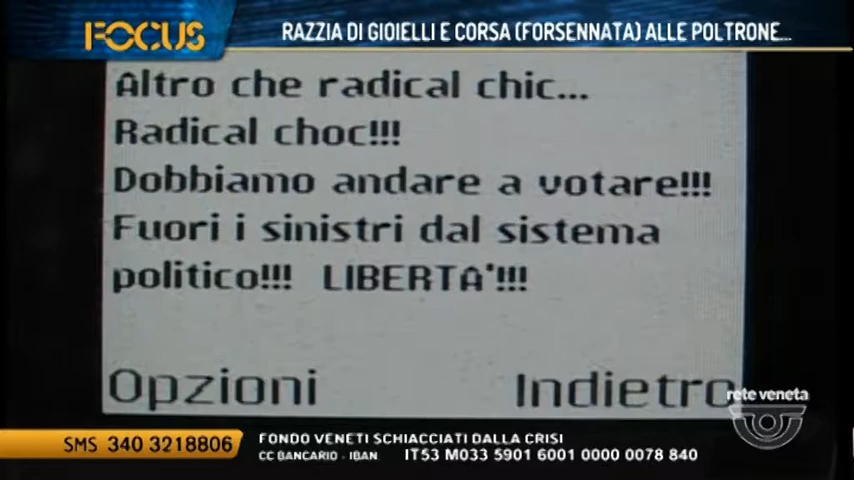 FOCUS
RAZZIA DI GIOIELLI E CORSA (FORSENNATA) ALLE POLTRONE...
Altro che radical chic...
Radical choc!!!
Dobbiamo andare a votare!!!
Fuori i sinistri dal sistema
politico!!! LIBERTA'!!!
Opzioni Indietro
rete veneta
SMS 340 3218806
FONDO VENETI SCHIACCIATI DALLA CRISI
CC BANCARIO - IBAN IT53 M033 5901 6001 0000 0078 840